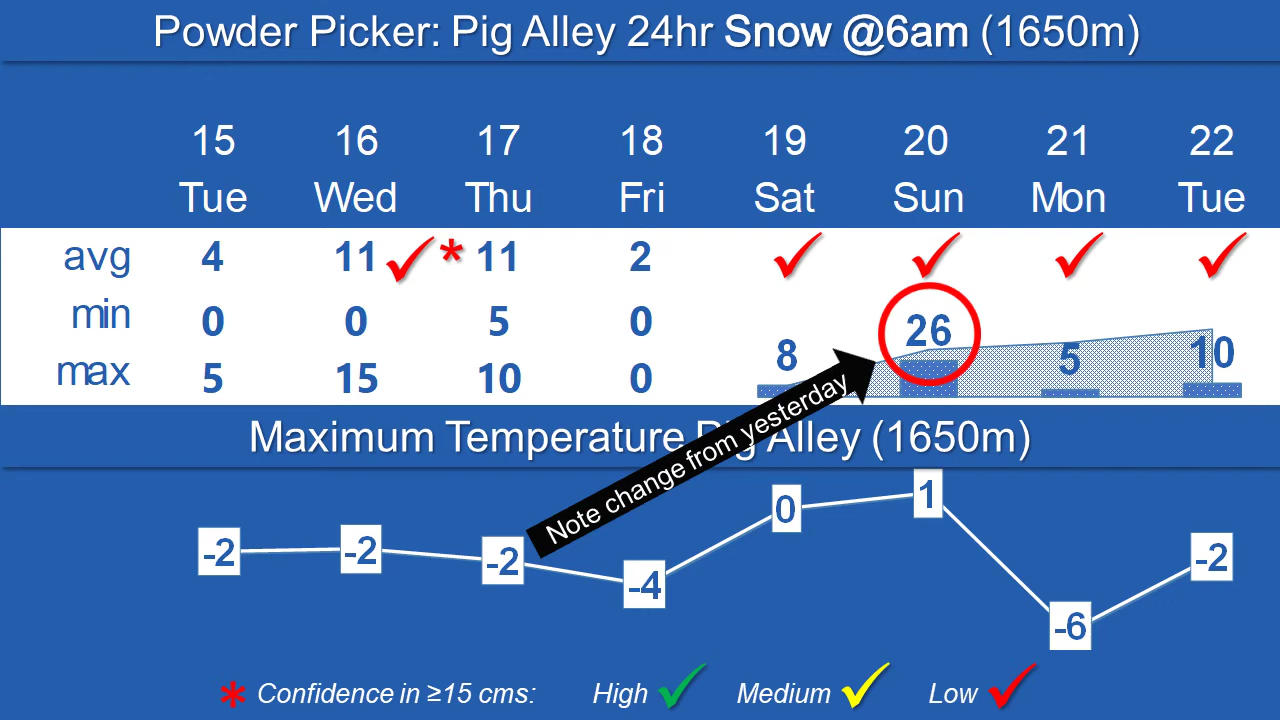 Powder Picker: Pig Alley 24hr Snow @6am (1650m)
15 16 17 18 19 20 21 22
Tue Wed Thu Fri Sat Sun Mon Tue
avg 4 11 * 11 2
min 0 0 5 0 8 26 5 10
max 5 15 10 0
Note change from yesterday
Maximum Temperature Pig Alley (1650m)
-2 -2 -2 -4 0 1 -6 -2
* Confidence in ≥15 cms: High Medium Low